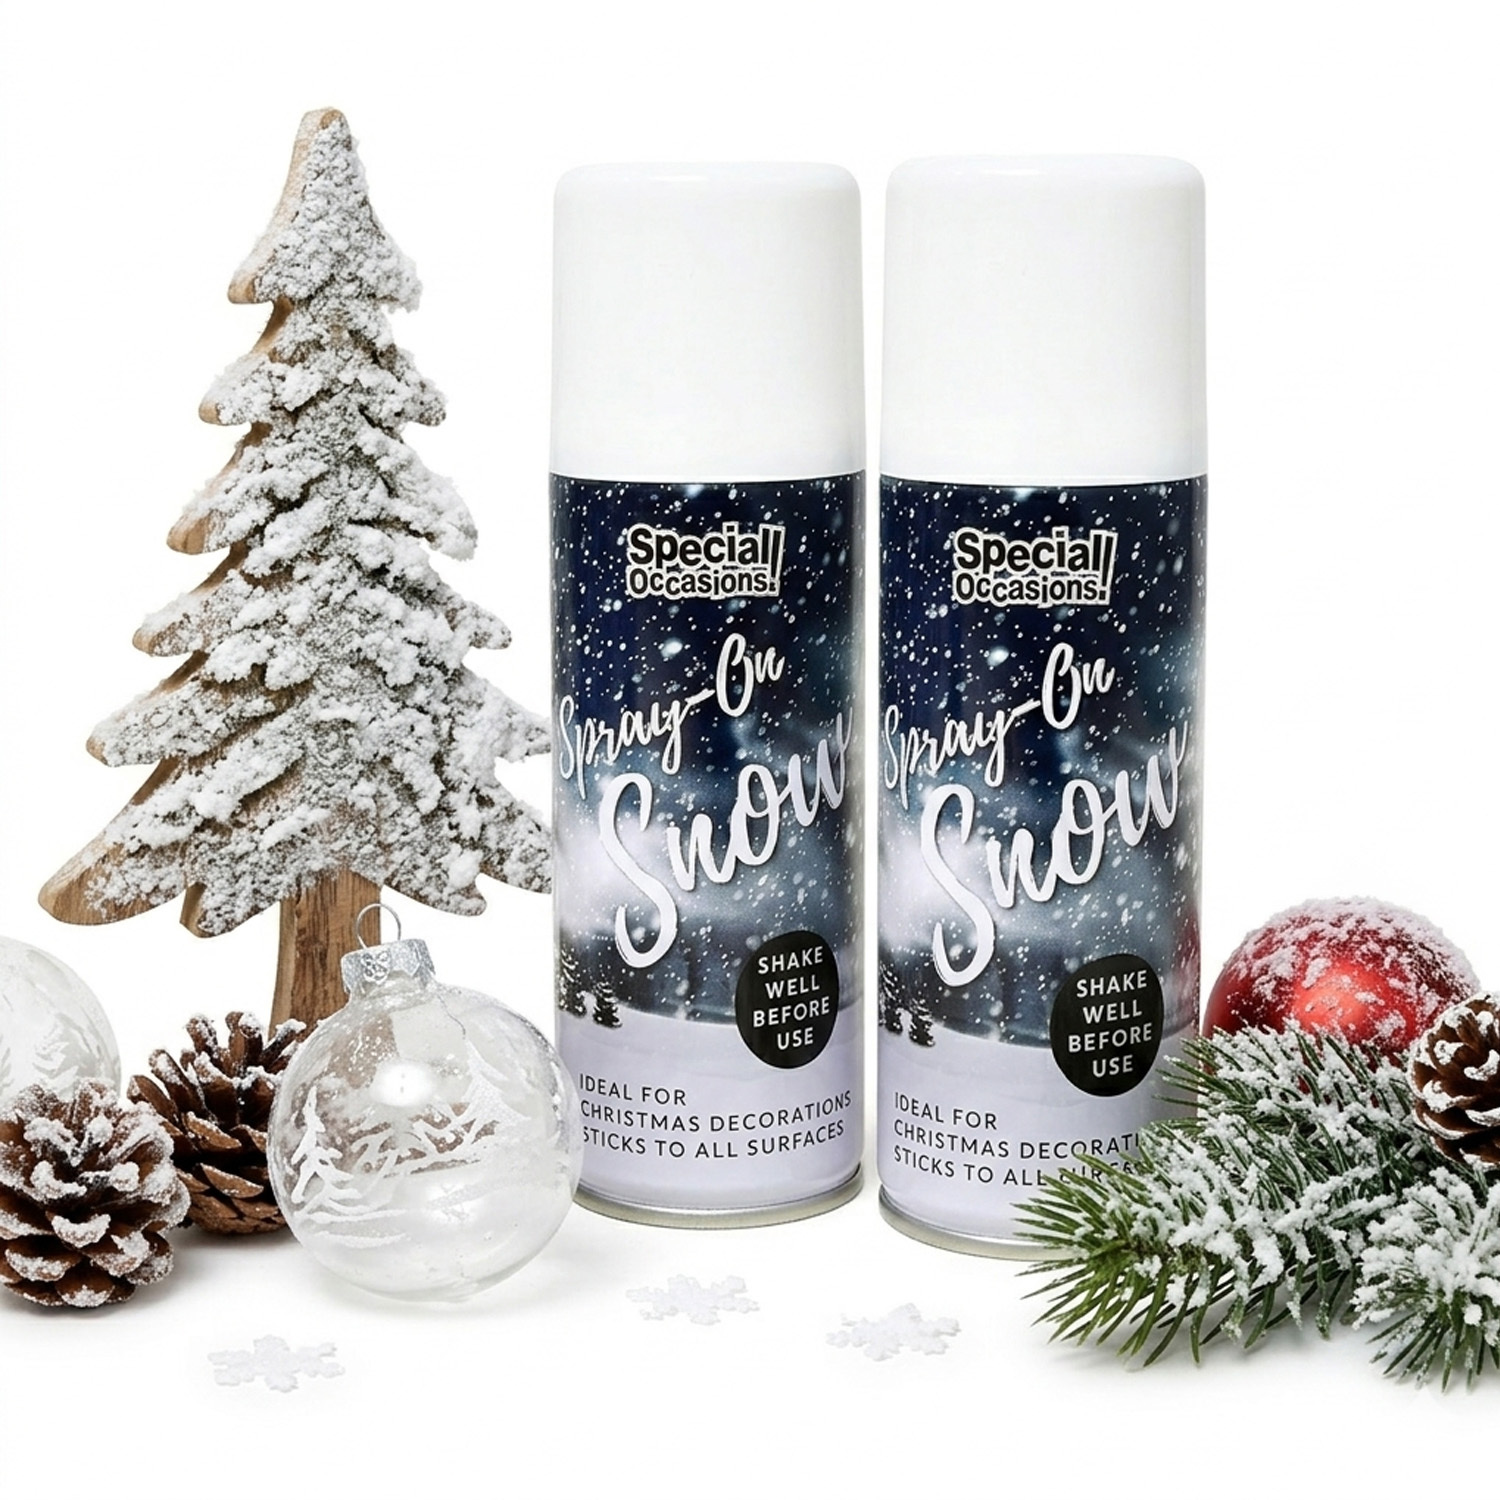 Special!
Occasions!
Spray-On
Snow
SHAKE
WELL
BEFORE
USE
IDEAL FOR
CHRISTMAS DECORATIONS
STICKS TO ALL SURFACES
Special!
Occasions!
Spray-On
Snow
SHAKE
WELL
BEFORE
USE
IDEAL FOR
CHRISTMAS DECORATI
STICKS TO ALL